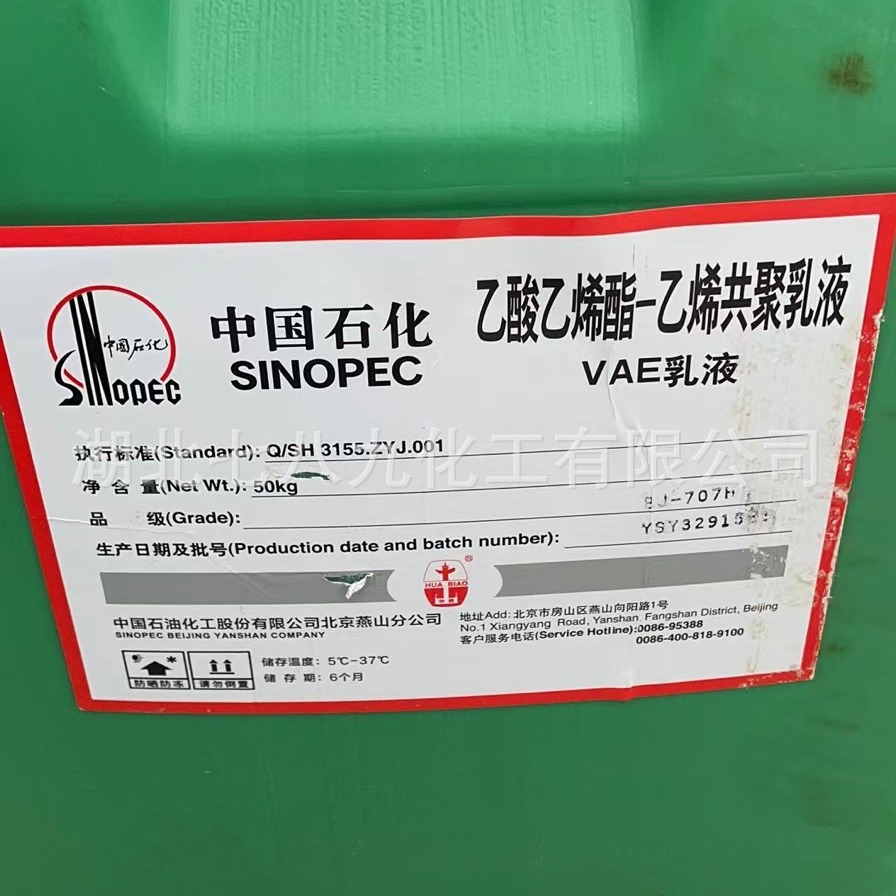 中国石化
SINOPEC
中国石化
SINOPEC
乙酸乙烯酯-乙烯共聚乳液
VAE乳液
湖北七八九化工有限公司
执行标准(Standard): Q/SH 3155.ZYJ.001
净 含 量(Net Wt.): 50kg
品 级(Grade): BJ-707H
生产日期及批号(Production date and batch number):
HUA BIAO
®
中国石油化工股份有限公司北京燕山分公司
SINOPEC BEIJING YANSHAN COMPANY
地址Add: 北京市房山区燕山向阳路1号
No.1 Xiangyang Road, Yanshan, Fangshan District, Beijing
客户服务电话(Service Hotline):0086-95388
0086-400-818-9100
防晒防冻
请勿倒置
储存温度: 5℃-37℃
储 存 期: 6个月